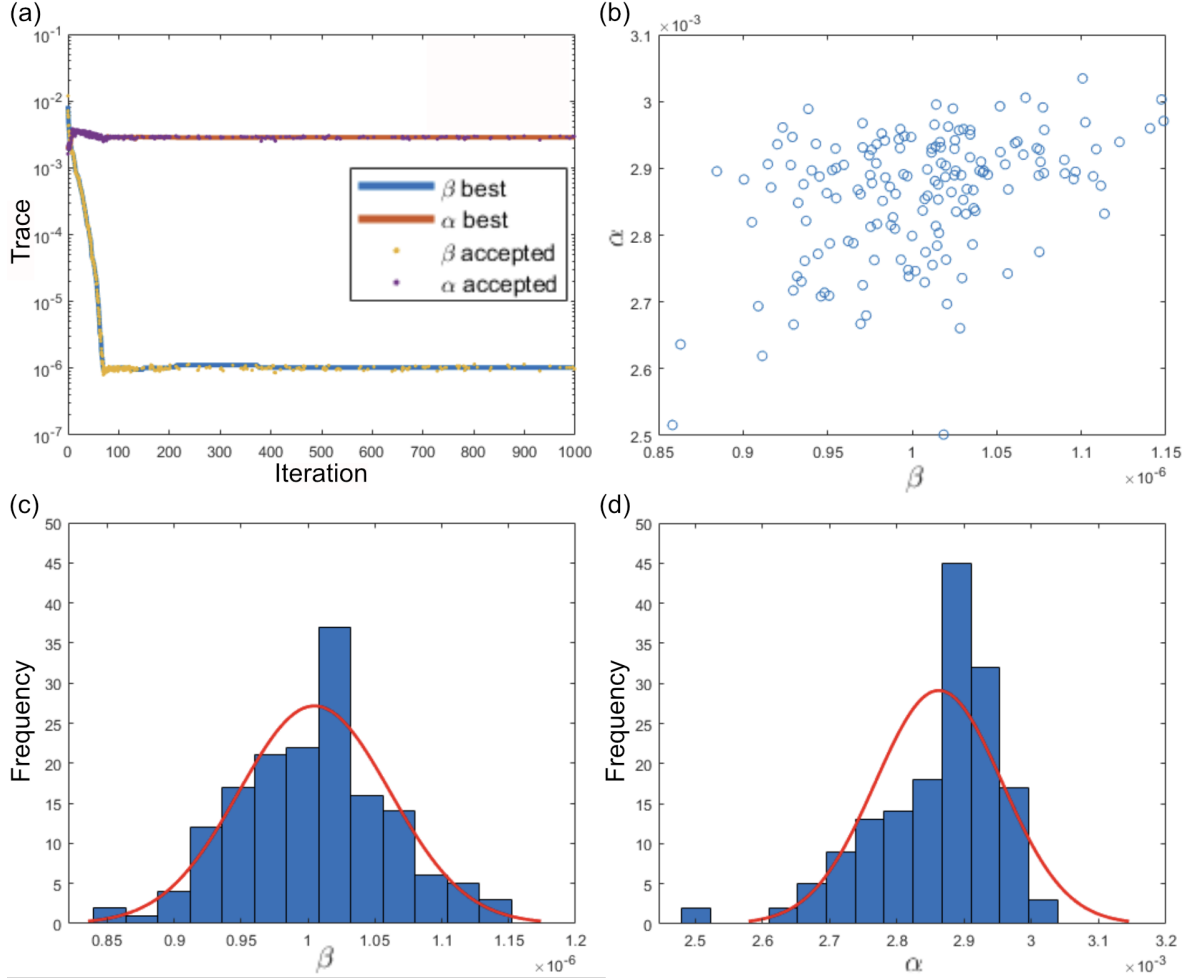 (a)
10^-1
10^-2
10^-3
10^-4
10^-5
10^-6
10^-7
Trace
0 100 200 300 400 500 600 700 800 900 1000
Iteration
β best
α best
β accepted
α accepted
(b)
×10^-3
3.1
3
2.9
2.8
2.7
2.6
2.5
α
0.85 0.9 0.95 1 1.05 1.1 1.15
β
×10^-6
(c)
50
45
40
35
30
25
20
15
10
5
0
Frequency
0.85 0.9 0.95 1 1.05 1.1 1.15 1.2
β
×10^-6
(d)
50
45
40
35
30
25
20
15
10
5
0
Frequency
2.5 2.6 2.7 2.8 2.9 3 3.1 3.2
α
×10^-3